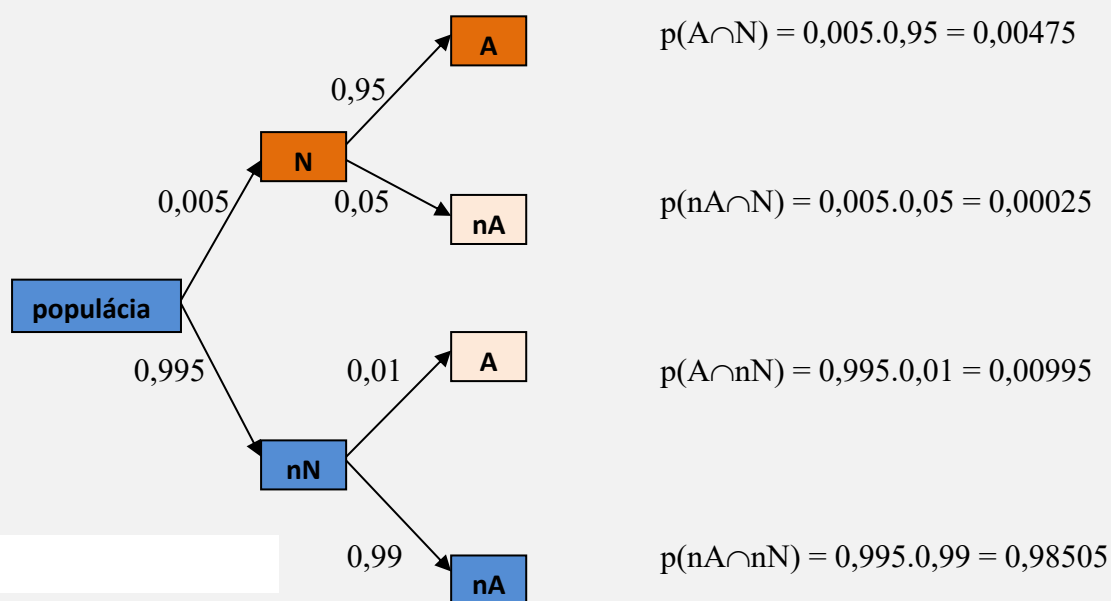 A
p(A∩N) = 0,005.0,95 = 0,00475
0,95
N
0,005
0,05
nA
p(nA∩N) = 0,005.0,05 = 0,00025
populácia
0,995
0,01
A
p(A∩nN) = 0,995.0,01 = 0,00995
nN
0,99
nA
p(nA∩nN) = 0,995.0,99 = 0,98505